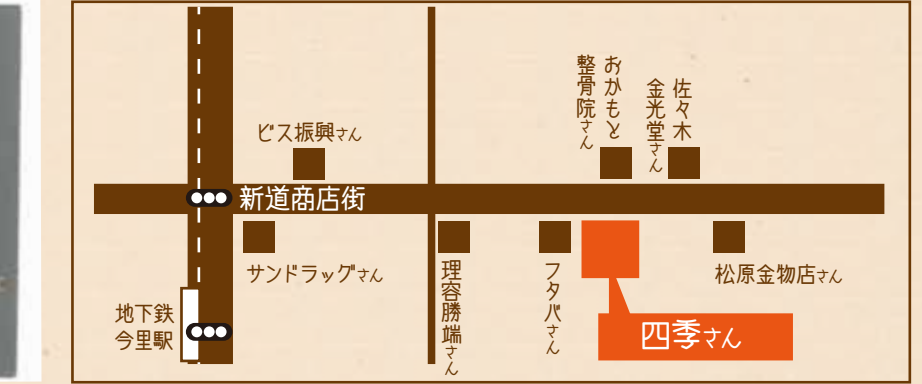 整骨院さん
おかもと
金光堂さん
佐々木
ビス振興さん
新道商店街
サンドラッグさん
理容勝端さん
フタバさん
松原金物店さん
地下鉄
今里駅
四季さん